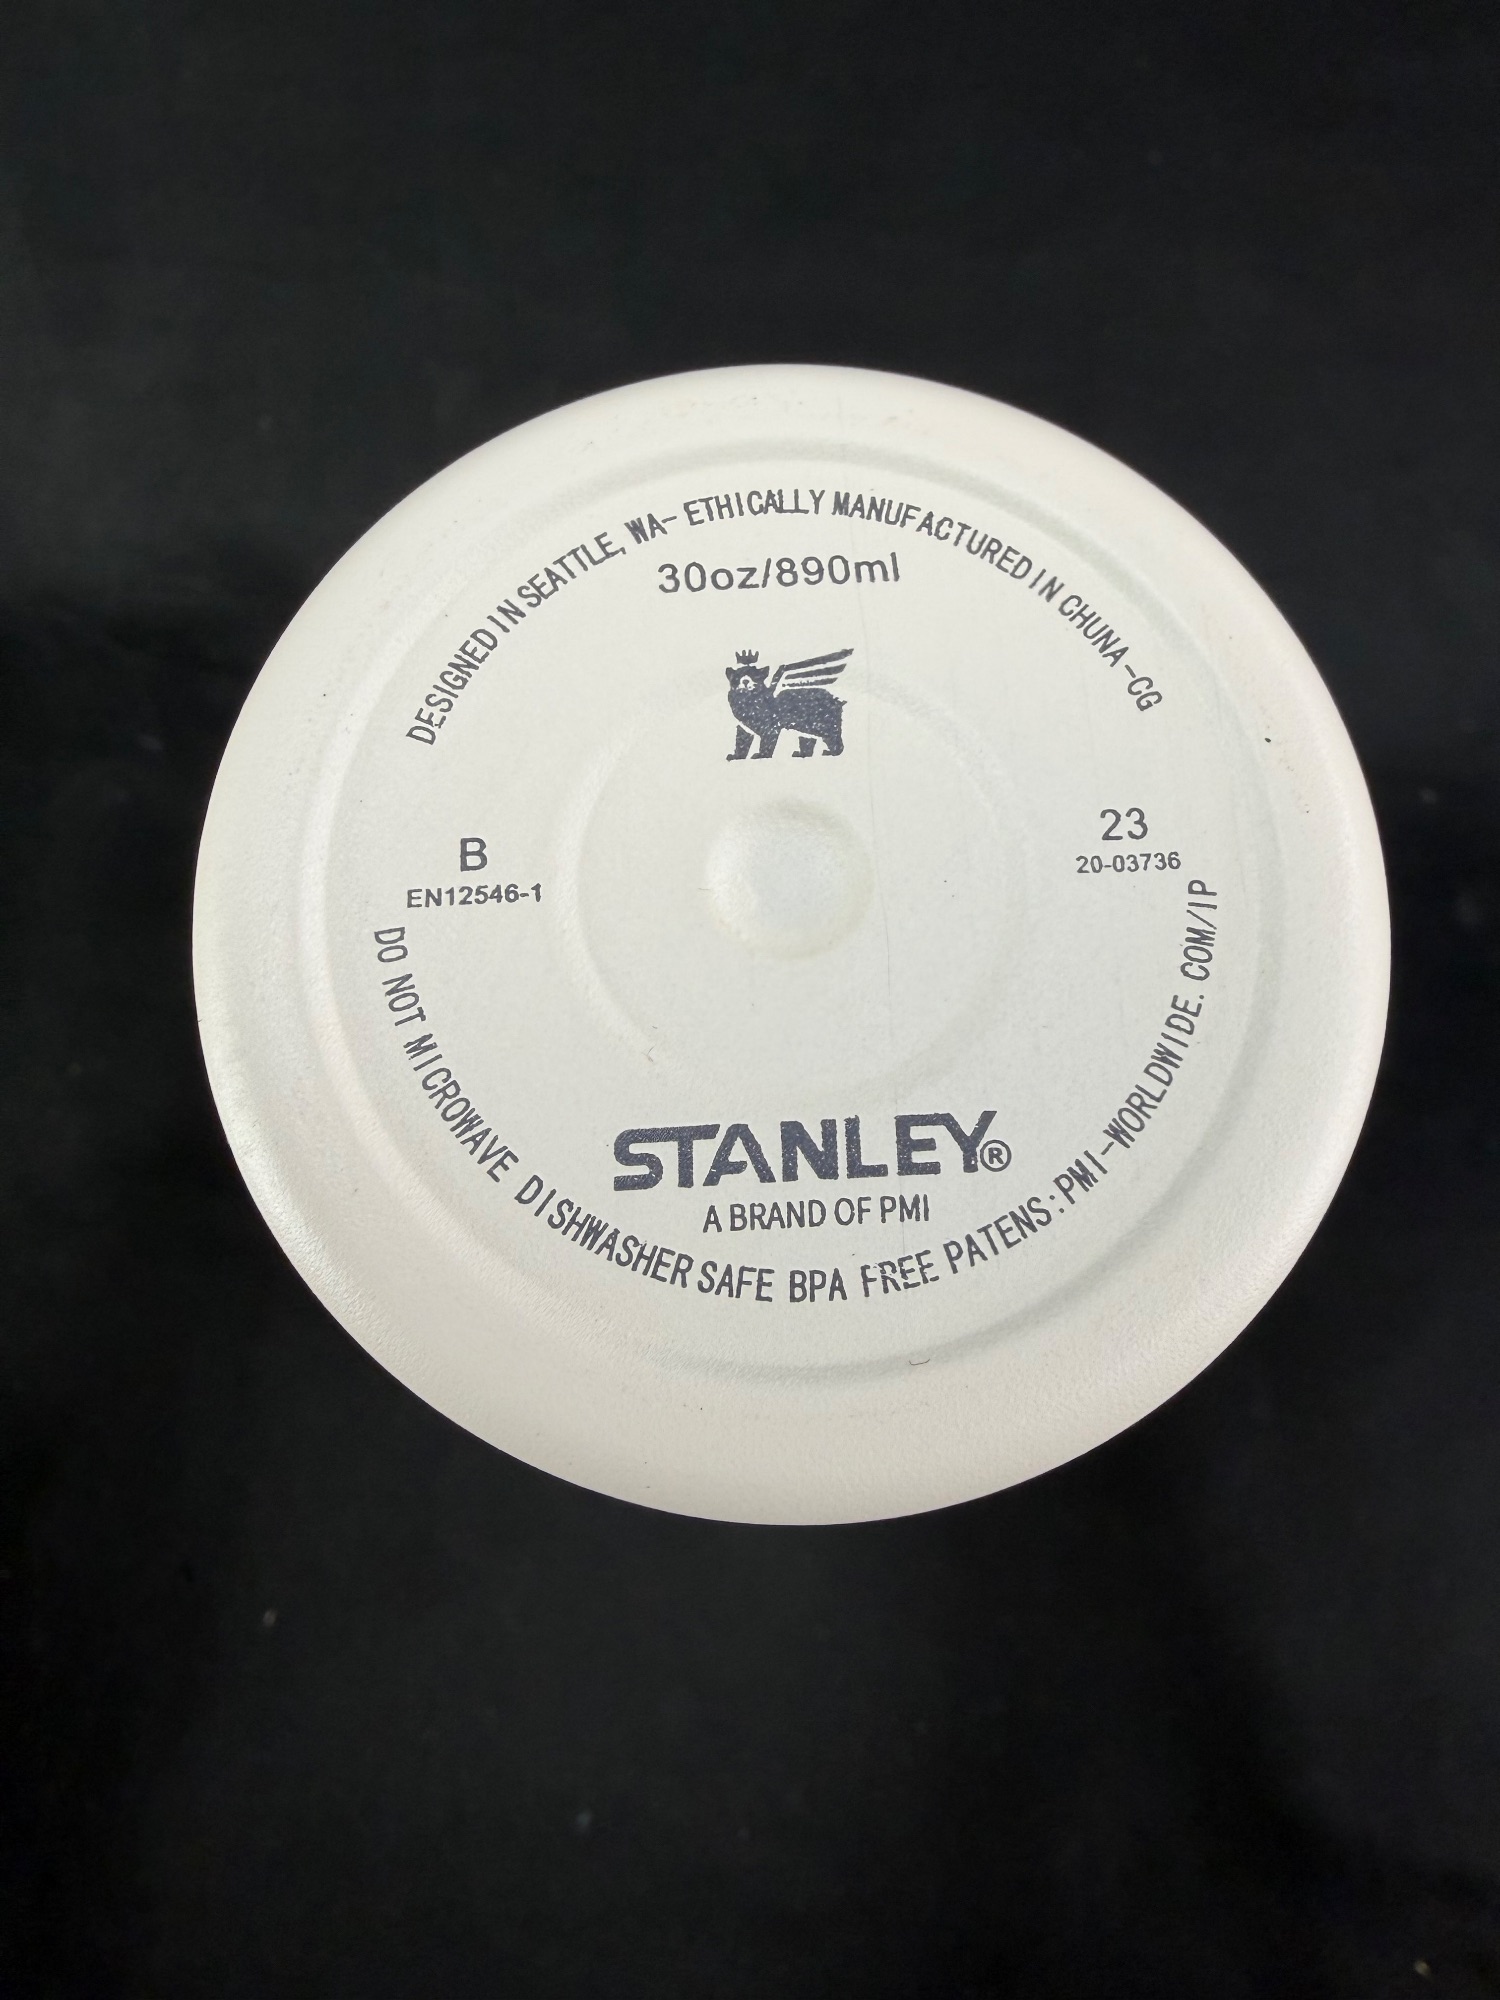 DESIGNED IN SEATTLE, WA- ETHICALLY MANUFACTURED IN CHUNA-CG
30oz/890ml
B
EN12546-1
23
20-03736
STANLEY®
A BRAND OF PMI
DO NOT MICROWAVE DISHWASHER SAFE BPA FREE PATENS:PMI-WORLDWIDE. COM/IP